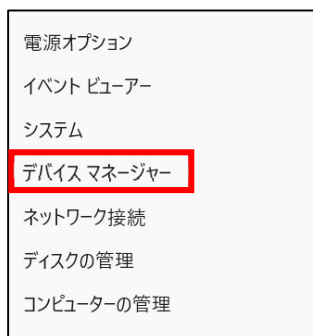 電源オプション
イベント ビューアー
システム
デバイス マネージャー
ネットワーク接続
ディスクの管理
コンピューターの管理